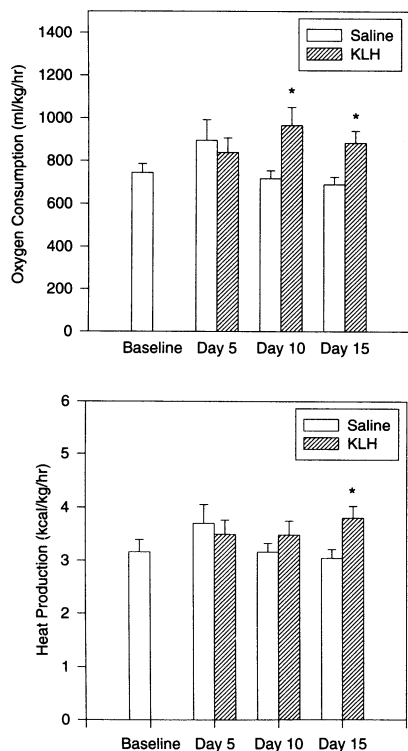 Saline
KLH
Oxygen Consumption (ml/kg/hr)
1400
1200
1000
800
600
400
200
0
*
*
Baseline Day 5 Day 10 Day 15
Saline
KLH
Heat Production (kcal/kg/hr)
6
5
4
3
2
1
0
*
Baseline Day 5 Day 10 Day 15